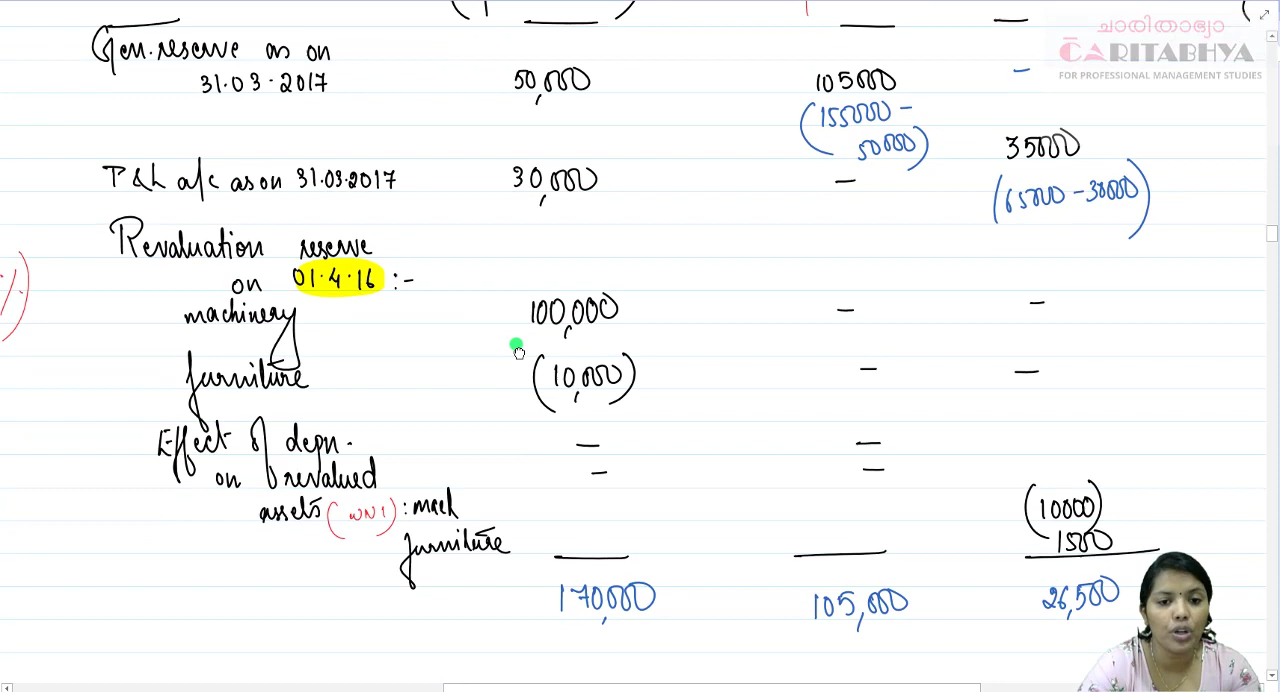 ചാരിതാഭ്യാ
CARITABHYA
FOR PROFESSIONAL MANAGEMENT STUDIES
Gen. reserve as on
31.03.2017 50,000 105000 -
(155000 -
50000)
35000
P & L a/c as on 31.03.2017 30,000 - (65000 - 30000)
Revaluation reserve
on 01.4.16 :-
machinery 100,000 - -
furniture (10,000) - -
Effect of depn. - -
on revalued - -
assets (WN1) : mach (10000)
furniture 1500
170,000 105,000 26,500
%)